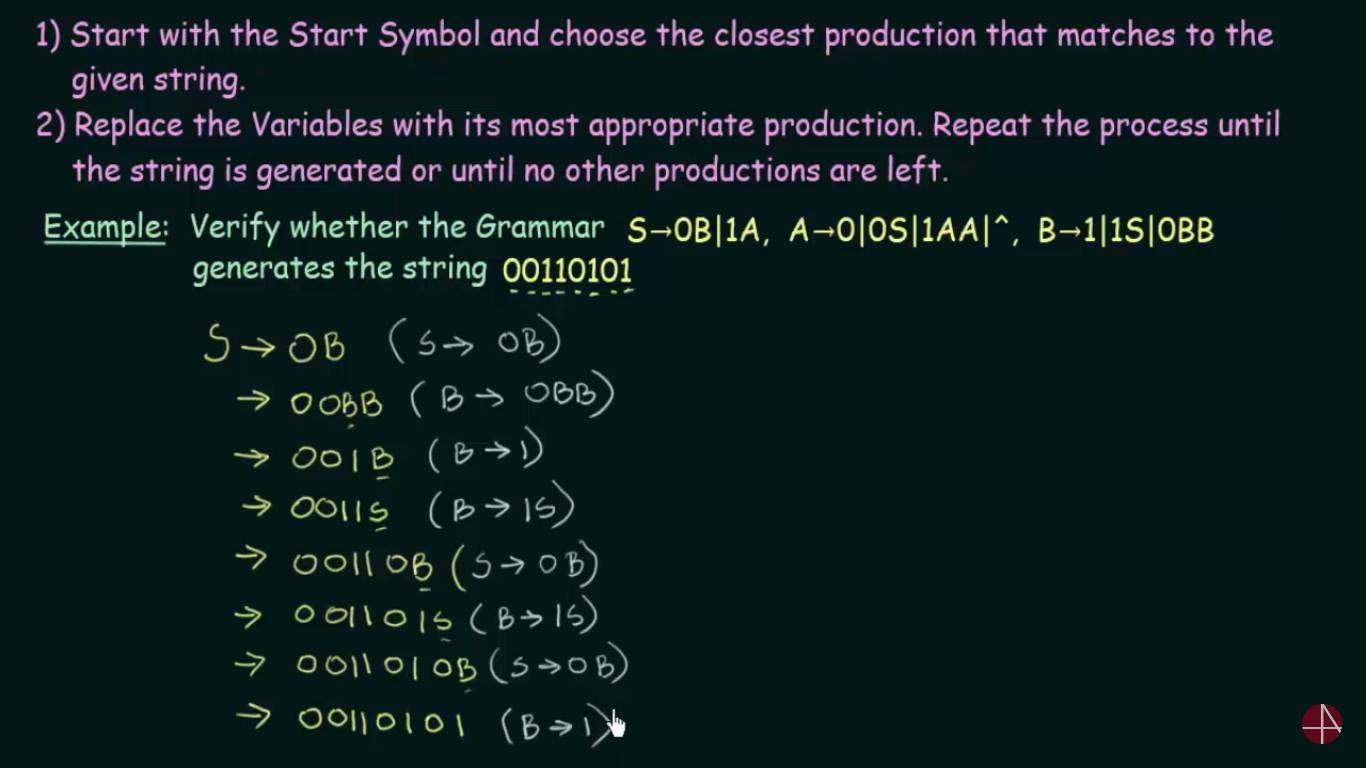 1) Start with the Start Symbol and choose the closest production that matches to the
given string.
2) Replace the Variables with its most appropriate production. Repeat the process until
the string is generated or until no other productions are left.
Example: Verify whether the Grammar S→0B|1A, A→0|0S|1AA|^, B→1|1S|0BB
generates the string 00110101
S → 0B (S → 0B)
→ 00BB (B → 0BB)
→ 001B (B → 1)
→ 0011S (B → 1S)
→ 00110B (S → 0B)
→ 001101S (B → 1S)
→ 0011010B (S → 0B)
→ 00110101 (B → 1)